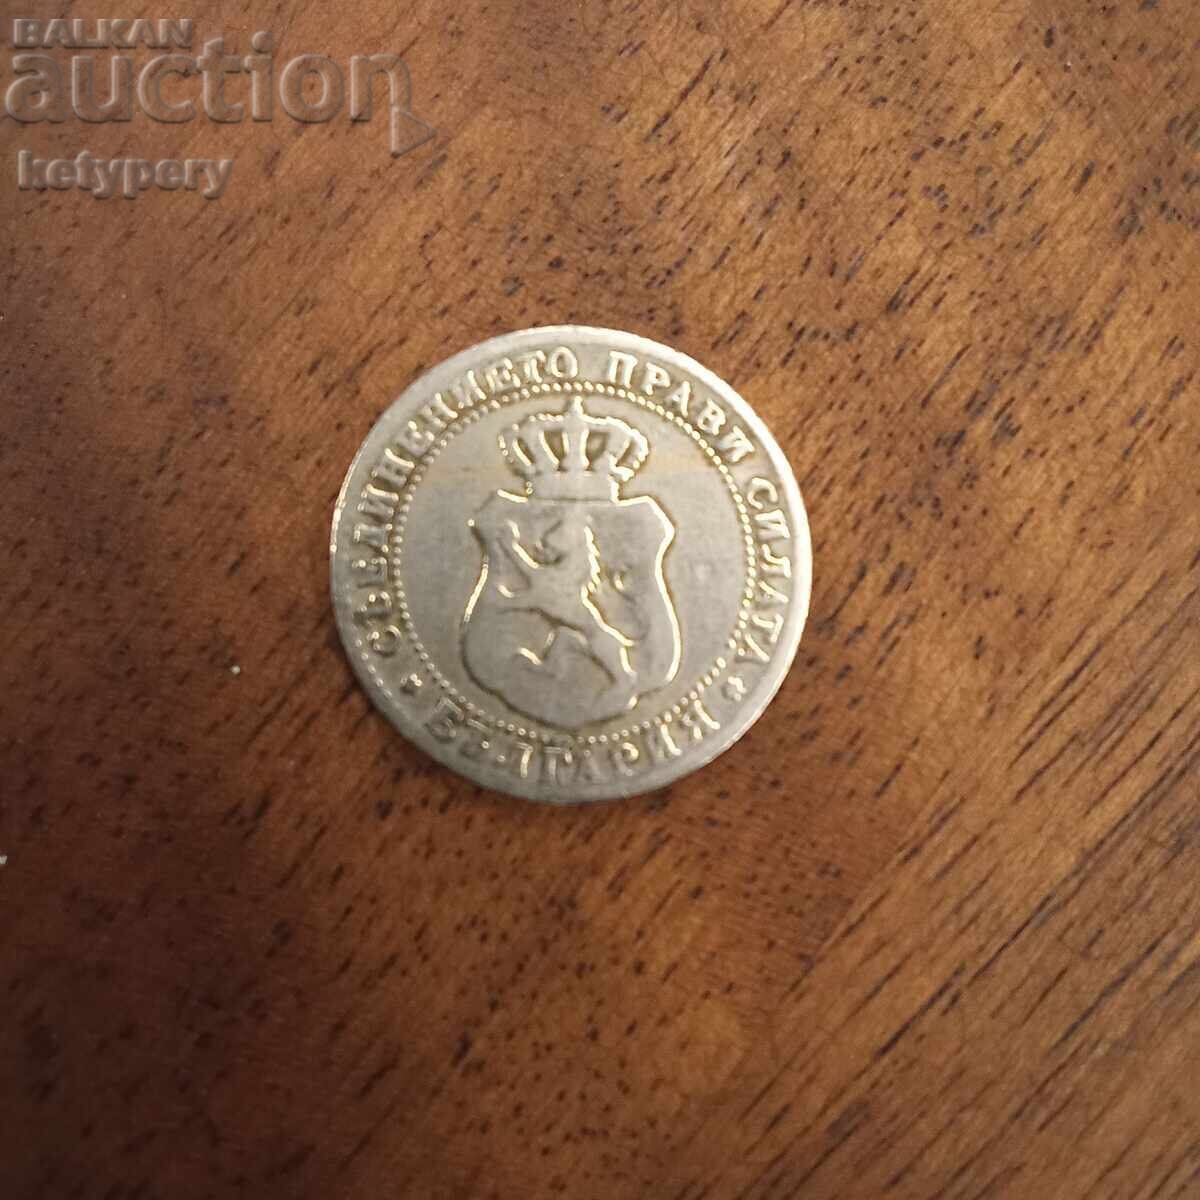 BALKAN
auction
ketypery
СЪЕДИНЕНИЕТО ПРАВИ СИЛАТА
БЪЛГАРИЯ